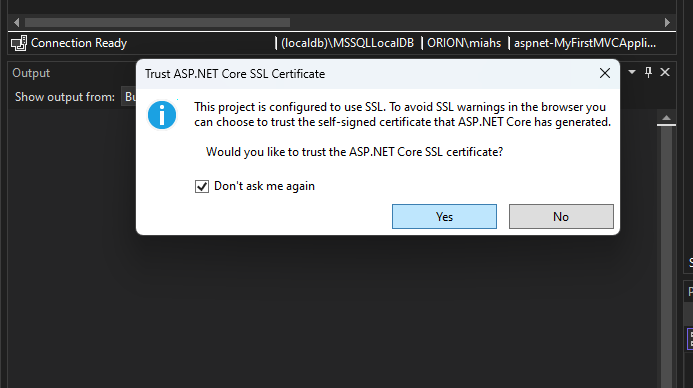 Connection Ready
(localdb)\MSSQLLocalDB
ORION\miahs
aspnet-MyFirstMVCAppli...
Output
Show output from:
Trust ASP.NET Core SSL Certificate
This project is configured to use SSL. To avoid SSL warnings in the browser you
can choose to trust the self-signed certificate that ASP.NET Core has generated.
Would you like to trust the ASP.NET Core SSL certificate?
Don't ask me again
Yes
No